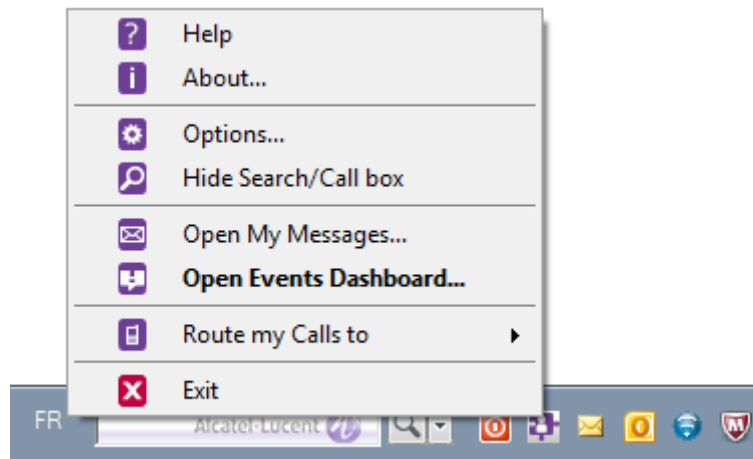 Help
About...
Options...
Hide Search/Call box
Open My Messages...
Open Events Dashboard...
Route my Calls to
Exit
FR
Alcatel-Lucent